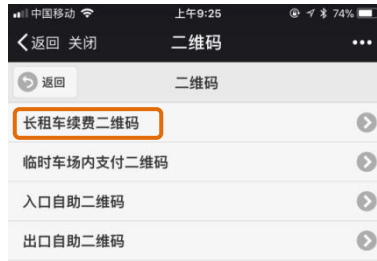 中国移动 上午9:25 74%
返回 关闭 二维码
返回 二维码
长租车续费二维码
临时车场内支付二维码
入口自助二维码
出口自助二维码